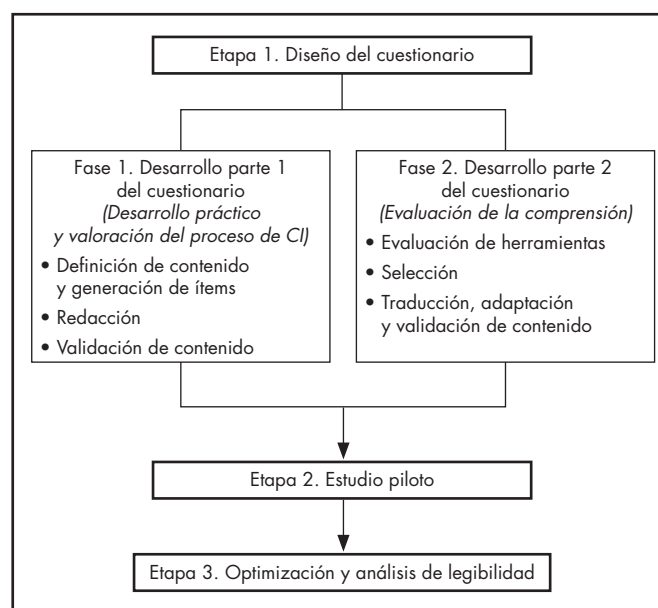 Etapa 1. Diseño del cuestionario
Fase 1. Desarrollo parte 1
del cuestionario
(Desarrollo práctico
y valoración del proceso de CI)
• Definición de contenido
y generación de ítems
• Redacción
• Validación de contenido
Fase 2. Desarrollo parte 2
del cuestionario
(Evaluación de la comprensión)
• Evaluación de herramientas
• Selección
• Traducción, adaptación
y validación de contenido
Etapa 2. Estudio piloto
Etapa 3. Optimización y análisis de legibilidad